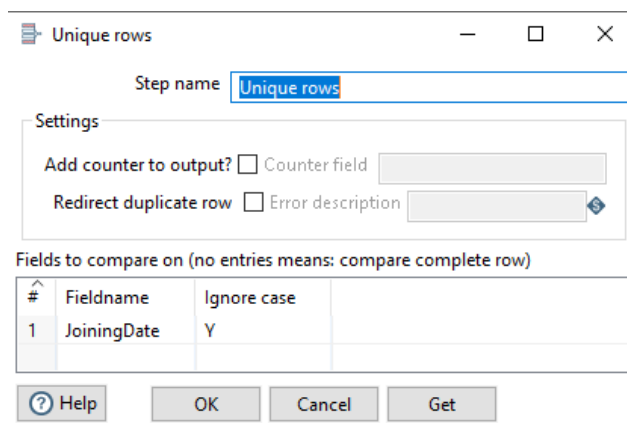 Unique rows
Step name Unique rows
Settings
Add counter to output? Counter field
Redirect duplicate row Error description
Fields to compare on (no entries means: compare complete row)
# Fieldname Ignore case
1 JoiningDate Y
Help OK Cancel Get